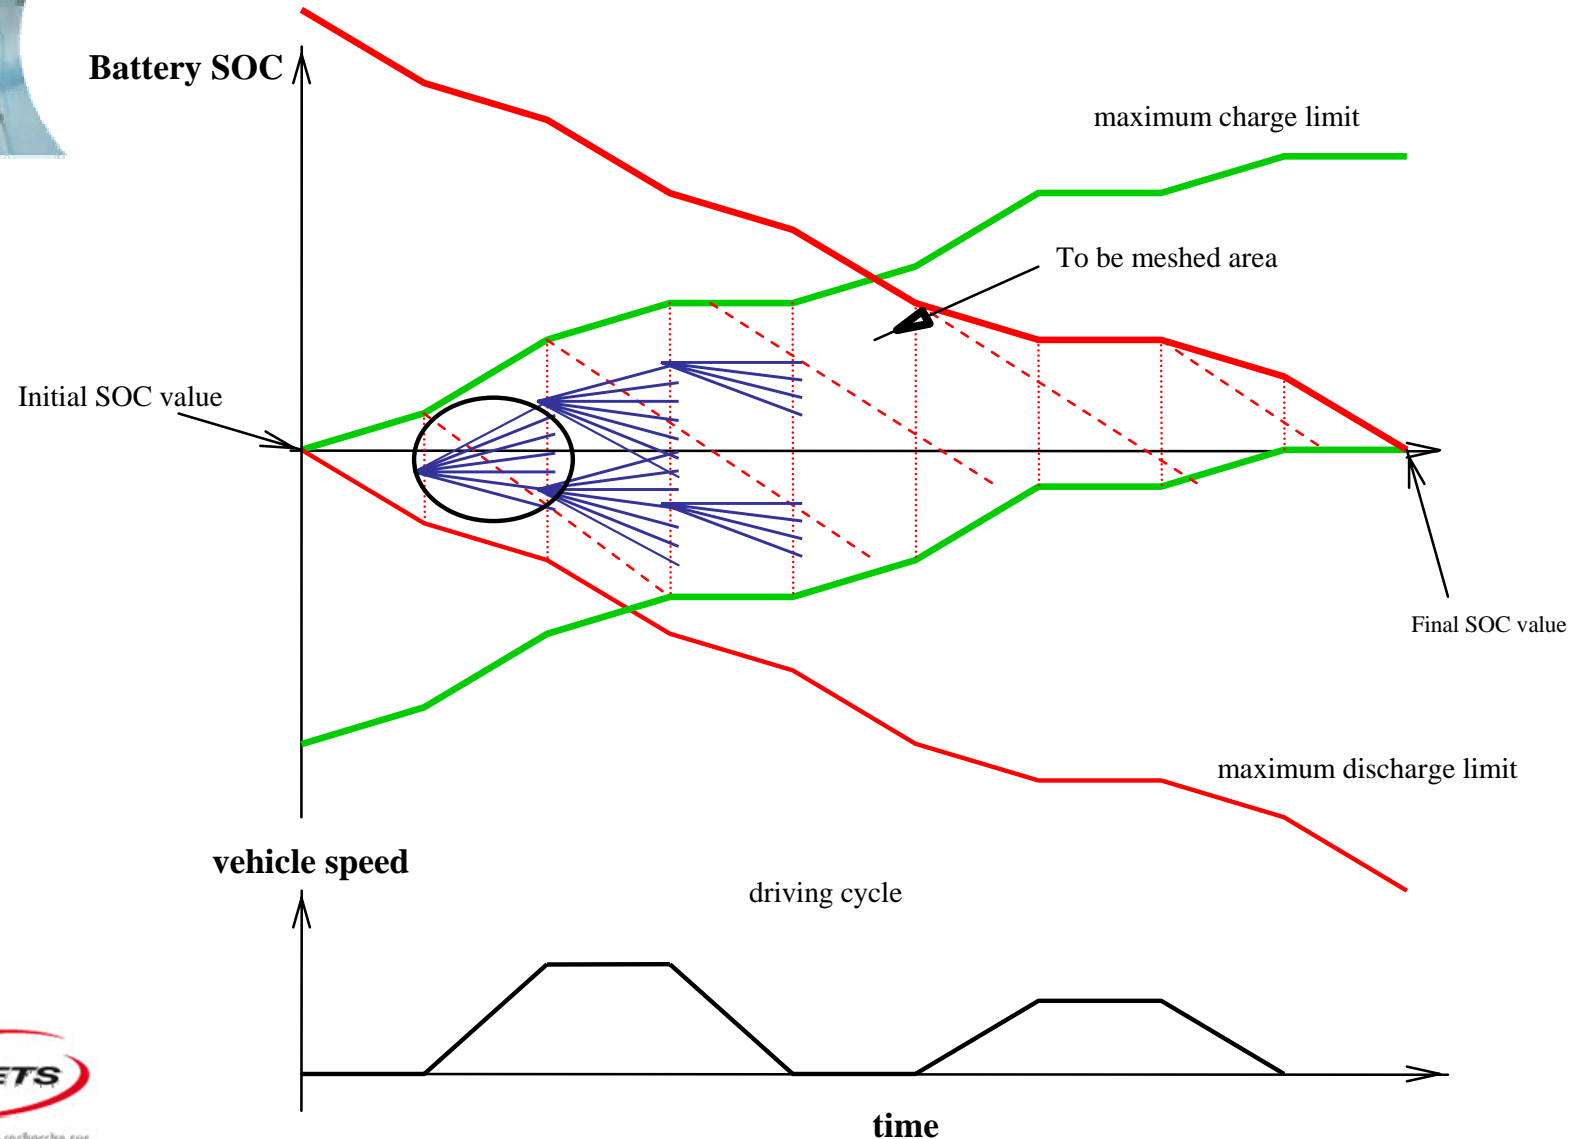 Battery SOC
maximum charge limit
To be meshed area
Initial SOC value
Final SOC value
maximum discharge limit
vehicle speed
driving cycle
ETS
time